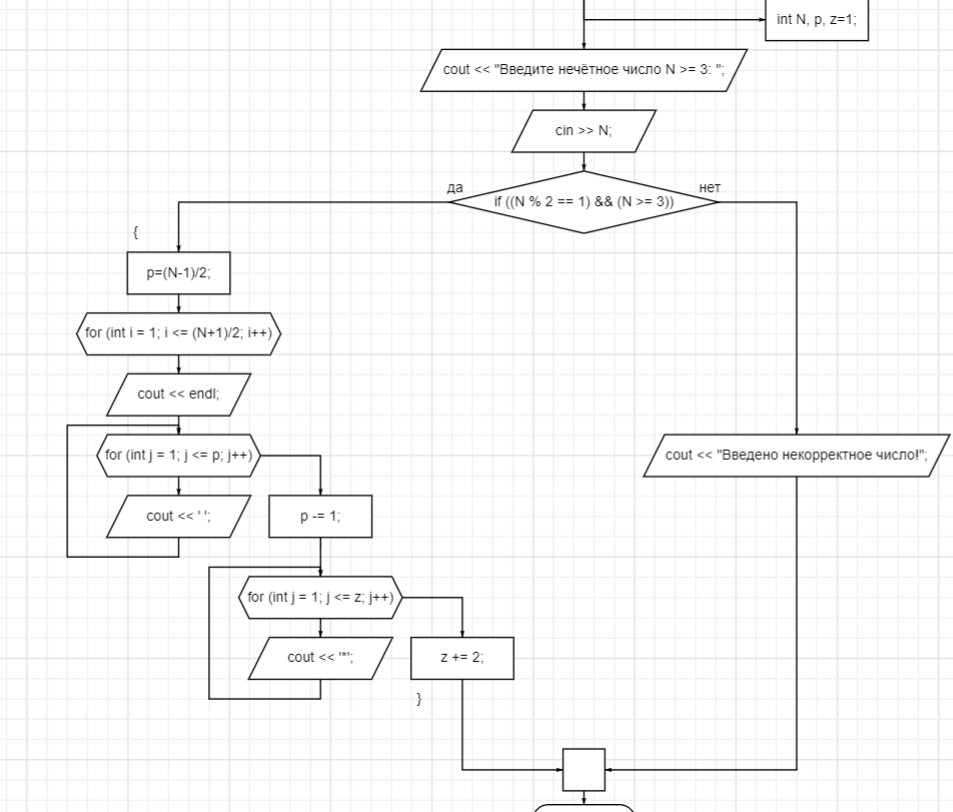 int N, p, z=1;
cout << "Введите нечётное число N >= 3: ";
cin >> N;
да
нет
if ((N % 2 == 1) && (N >= 3))
{
p=(N-1)/2;
for (int i = 1; i <= (N+1)/2; i++)
cout << endl;
for (int j = 1; j <= p; j++)
cout << "Введено некорректное число!";
cout << ' ';
p -= 1;
for (int j = 1; j <= z; j++)
cout << '*';
z += 2;
}